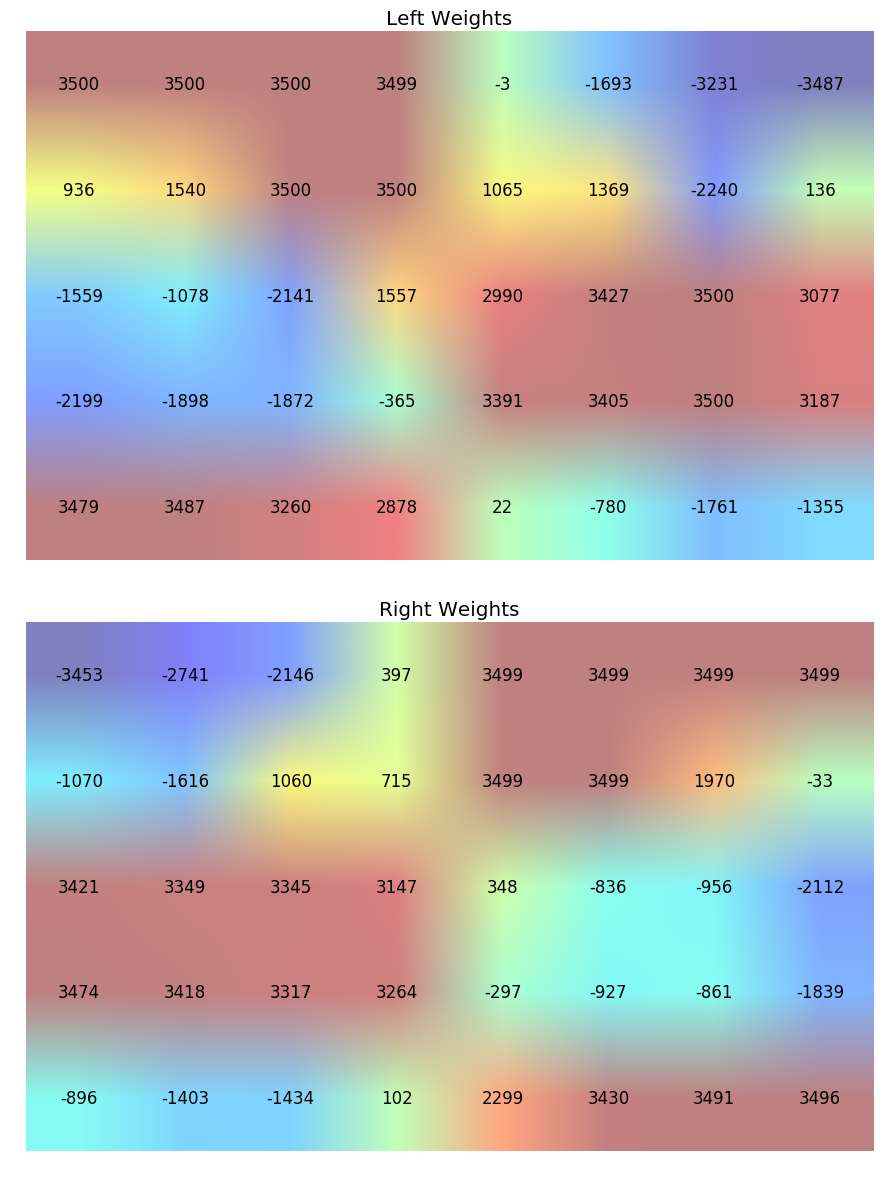 Left Weights
3500 3500 3500 3499 -3 -1693 -3231 -3487
936 1540 3500 3500 1065 1369 -2240 136
-1559 -1078 -2141 1557 2990 3427 3500 3077
-2199 -1898 -1872 -365 3391 3405 3500 3187
3479 3487 3260 2878 22 -780 -1761 -1355
Right Weights
-3453 -2741 -2146 397 3499 3499 3499 3499
-1070 -1616 1060 715 3499 3499 1970 -33
3421 3349 3345 3147 348 -836 -956 -2112
3474 3418 3317 3264 -297 -927 -861 -1839
-896 -1403 -1434 102 2299 3430 3491 3496